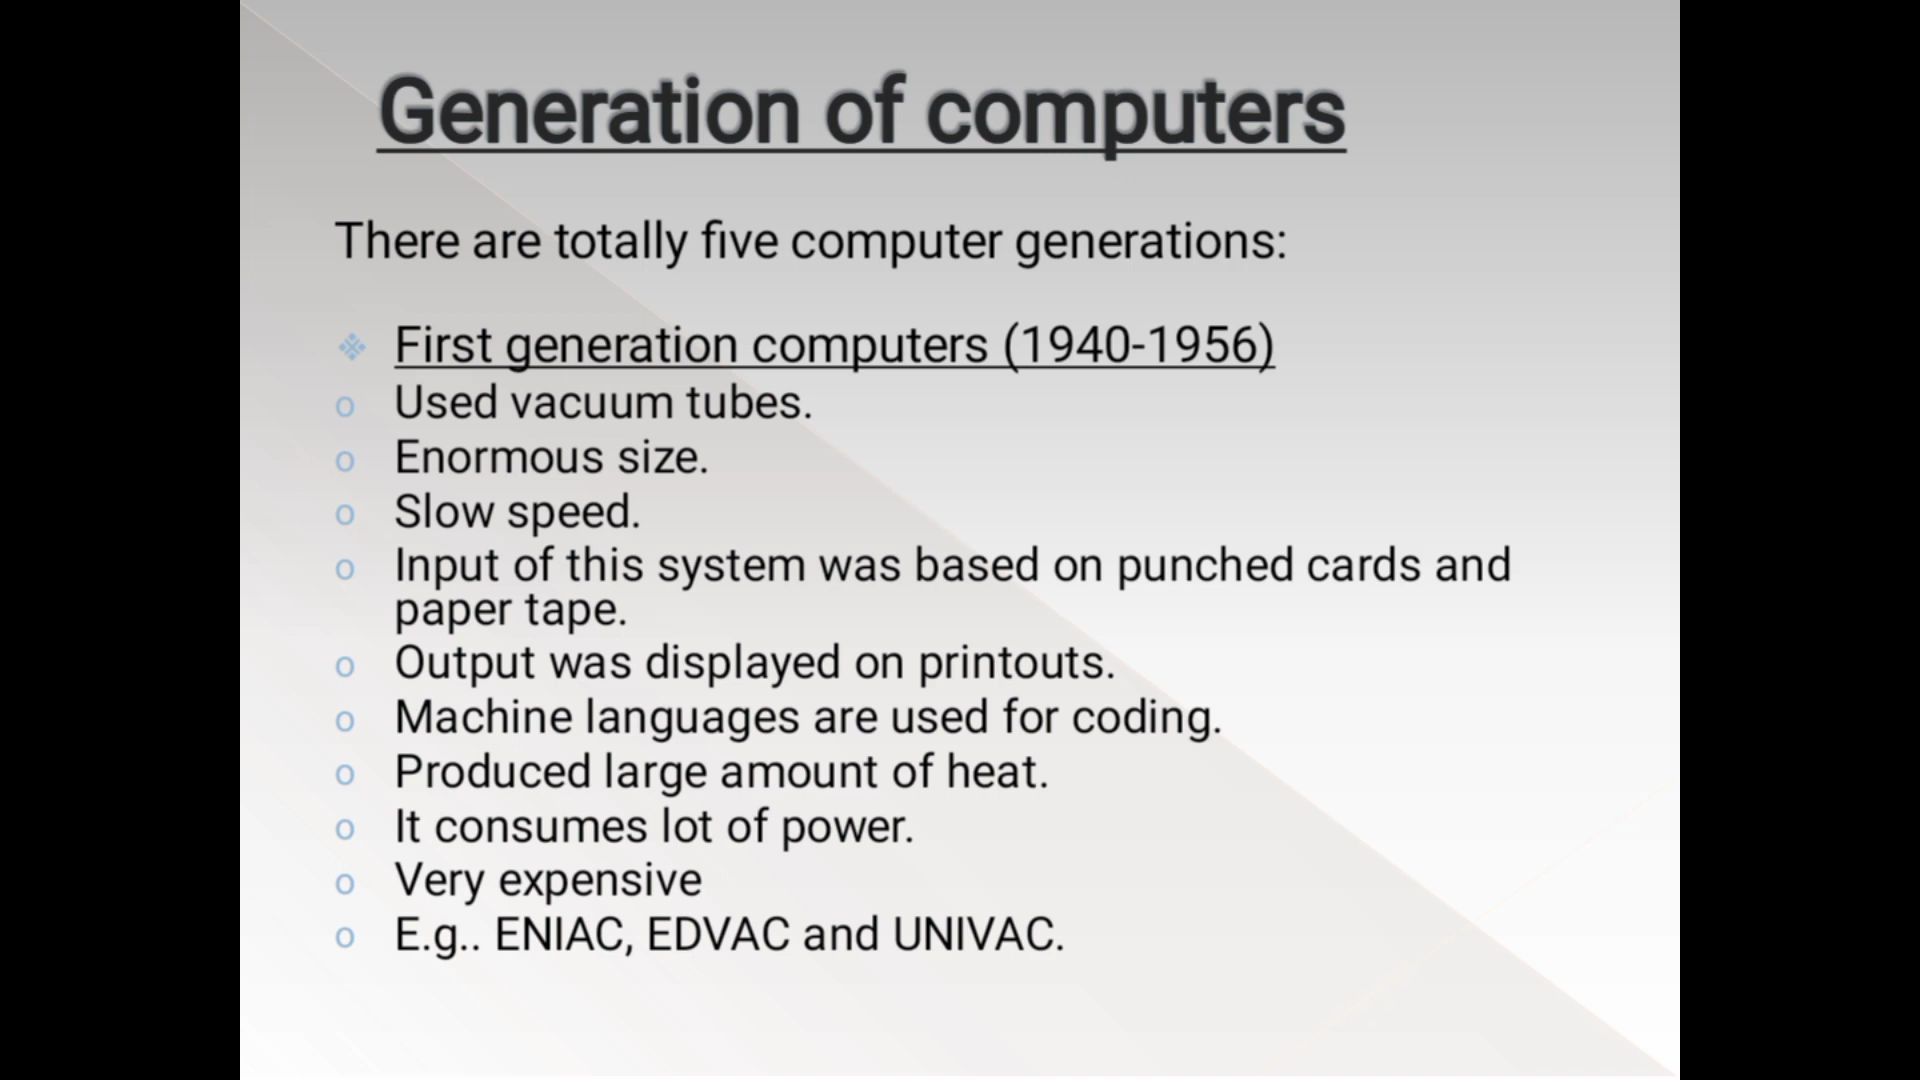 Generation of computers
There are totally five computer generations:
❖ First generation computers (1940-1956)
o Used vacuum tubes.
o Enormous size.
o Slow speed.
o Input of this system was based on punched cards and
paper tape.
o Output was displayed on printouts.
o Machine languages are used for coding.
o Produced large amount of heat.
o It consumes lot of power.
o Very expensive
o E.g.. ENIAC, EDVAC and UNIVAC.